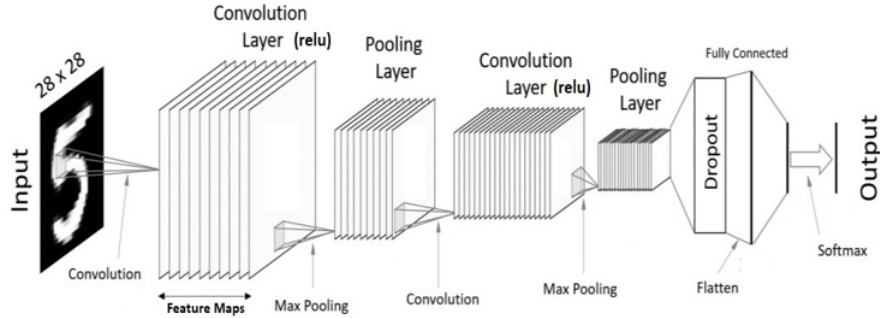 Convolution
Layer (relu)
Pooling
Layer
Convolution
Layer (relu)
Pooling
Layer
Fully Connected
28 x 28
Input
Dropout
Output
Convolution
Feature Maps
Max Pooling
Convolution
Max Pooling
Flatten
Softmax